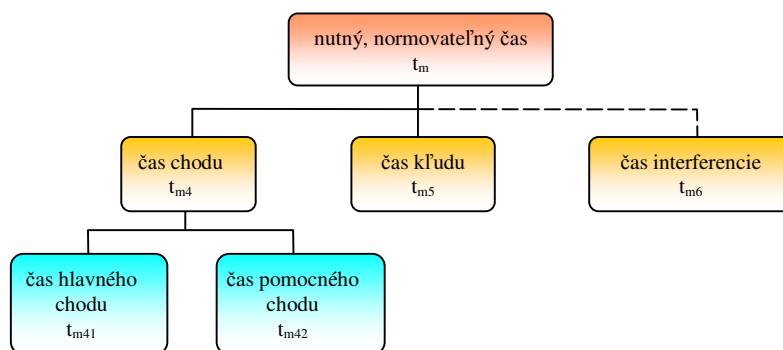 nutný, normovateľný čas
tm
čas chodu
tm4
čas kľudu
tm5
čas interferencie
tm6
čas hlavného
chodu
tm41
čas pomocného
chodu
tm42